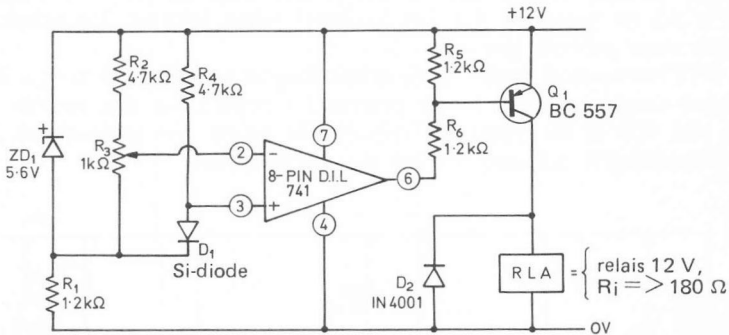 +12V
R2
4.7kΩ
R4
4.7kΩ
R5
1·2kΩ
Q1
BC 557
+
ZD1
5·6V
R3
1kΩ
2
-
7
8-PIN D.I.L
741
6
R6
1·2kΩ
3
+
4
D1
Si-diode
R1
1·2kΩ
D2
IN4001
RLA
=
relais 12 V,
Ri => 180 Ω
0V